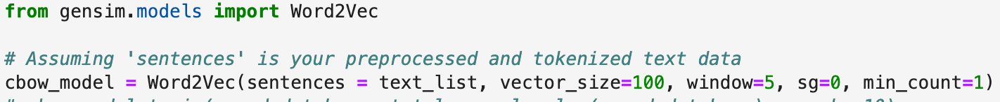 from gensim.models import Word2Vec
# Assuming 'sentences' is your preprocessed and tokenized text data
cbow_model = Word2Vec(sentences = text_list, vector_size=100, window=5, sg=0, min_count=1)